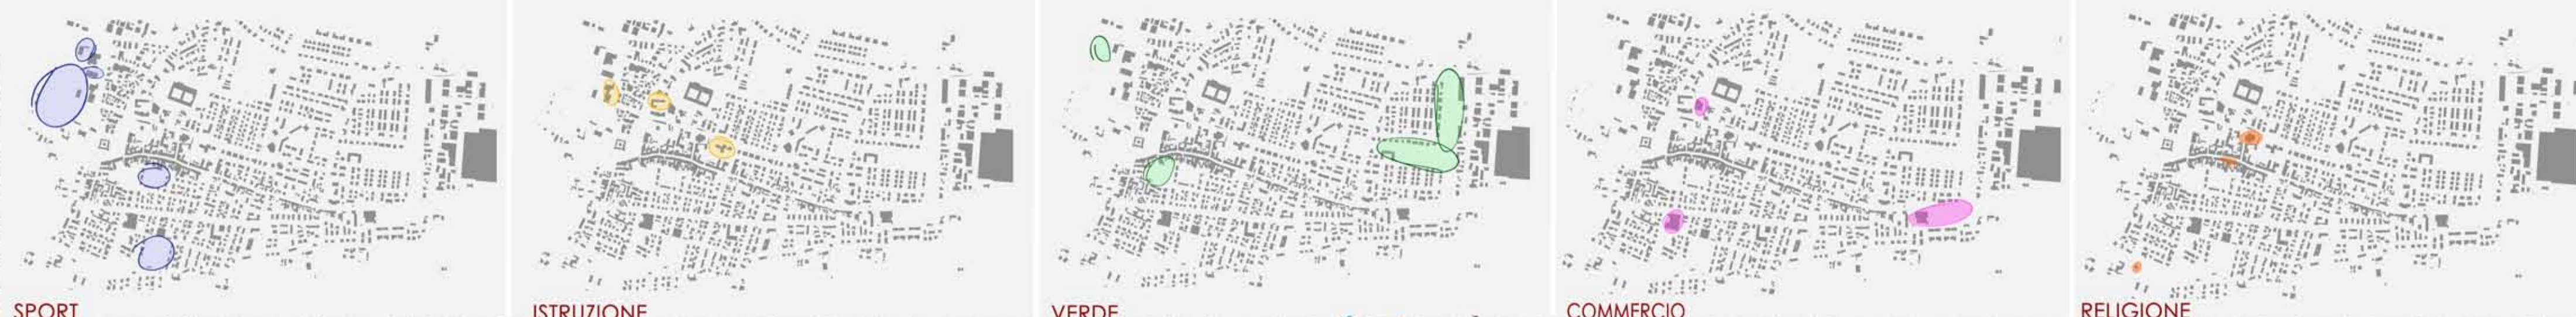 SPORT
ISTRUZIONE
VERDE
COMMERCIO
RELIGIONE